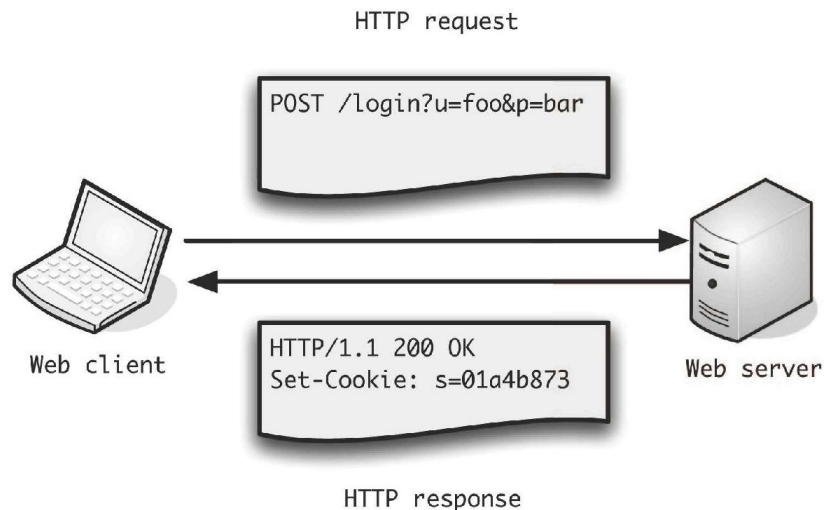 HTTP request
POST /login?u=foo&p=bar
Web client
Web server
HTTP/1.1 200 OK
Set-Cookie: s=01a4b873
HTTP response